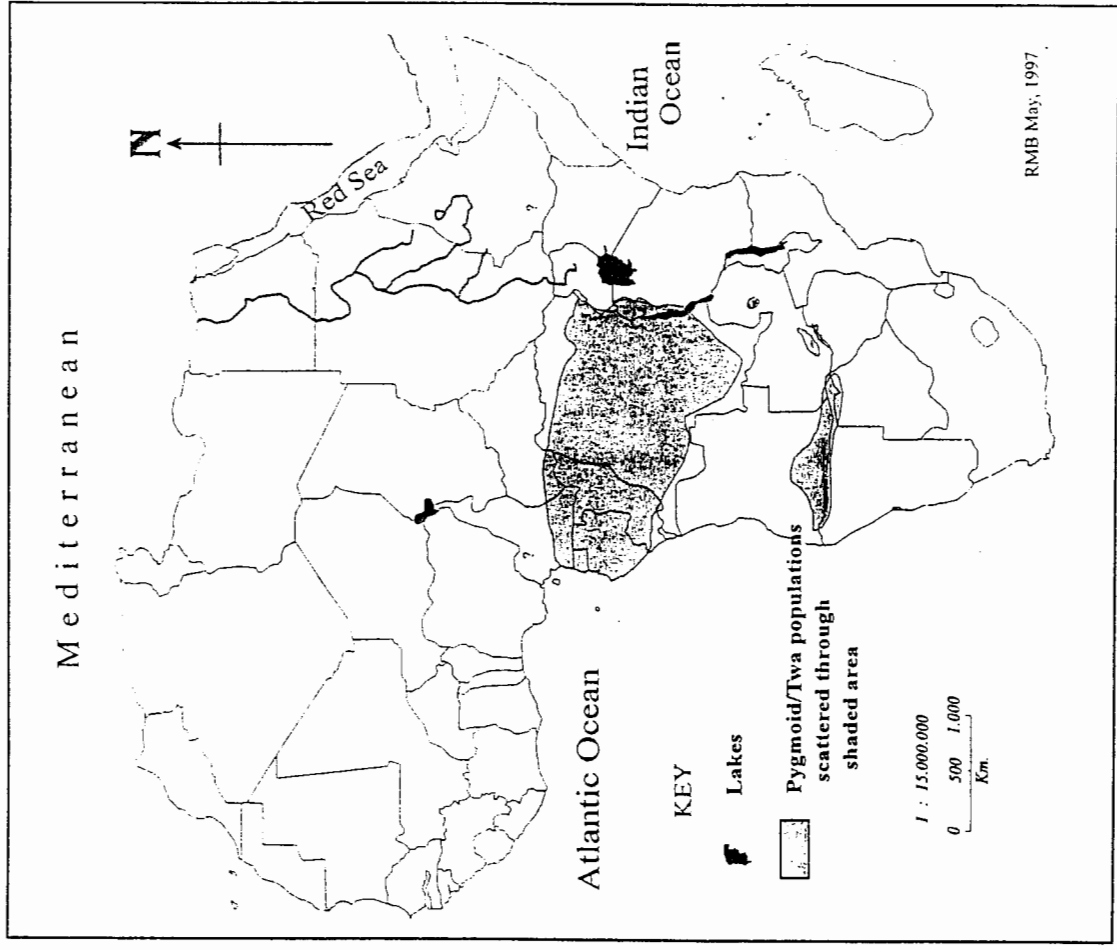 Mediterranean
N
Red Sea
?
?
Indian
Ocean
Atlantic Ocean
KEY
Lakes
Pygmoid/Twa populations
scattered through
shaded area
1 : 15.000.000
0 500 1.000
Km.
RMB May, 1997